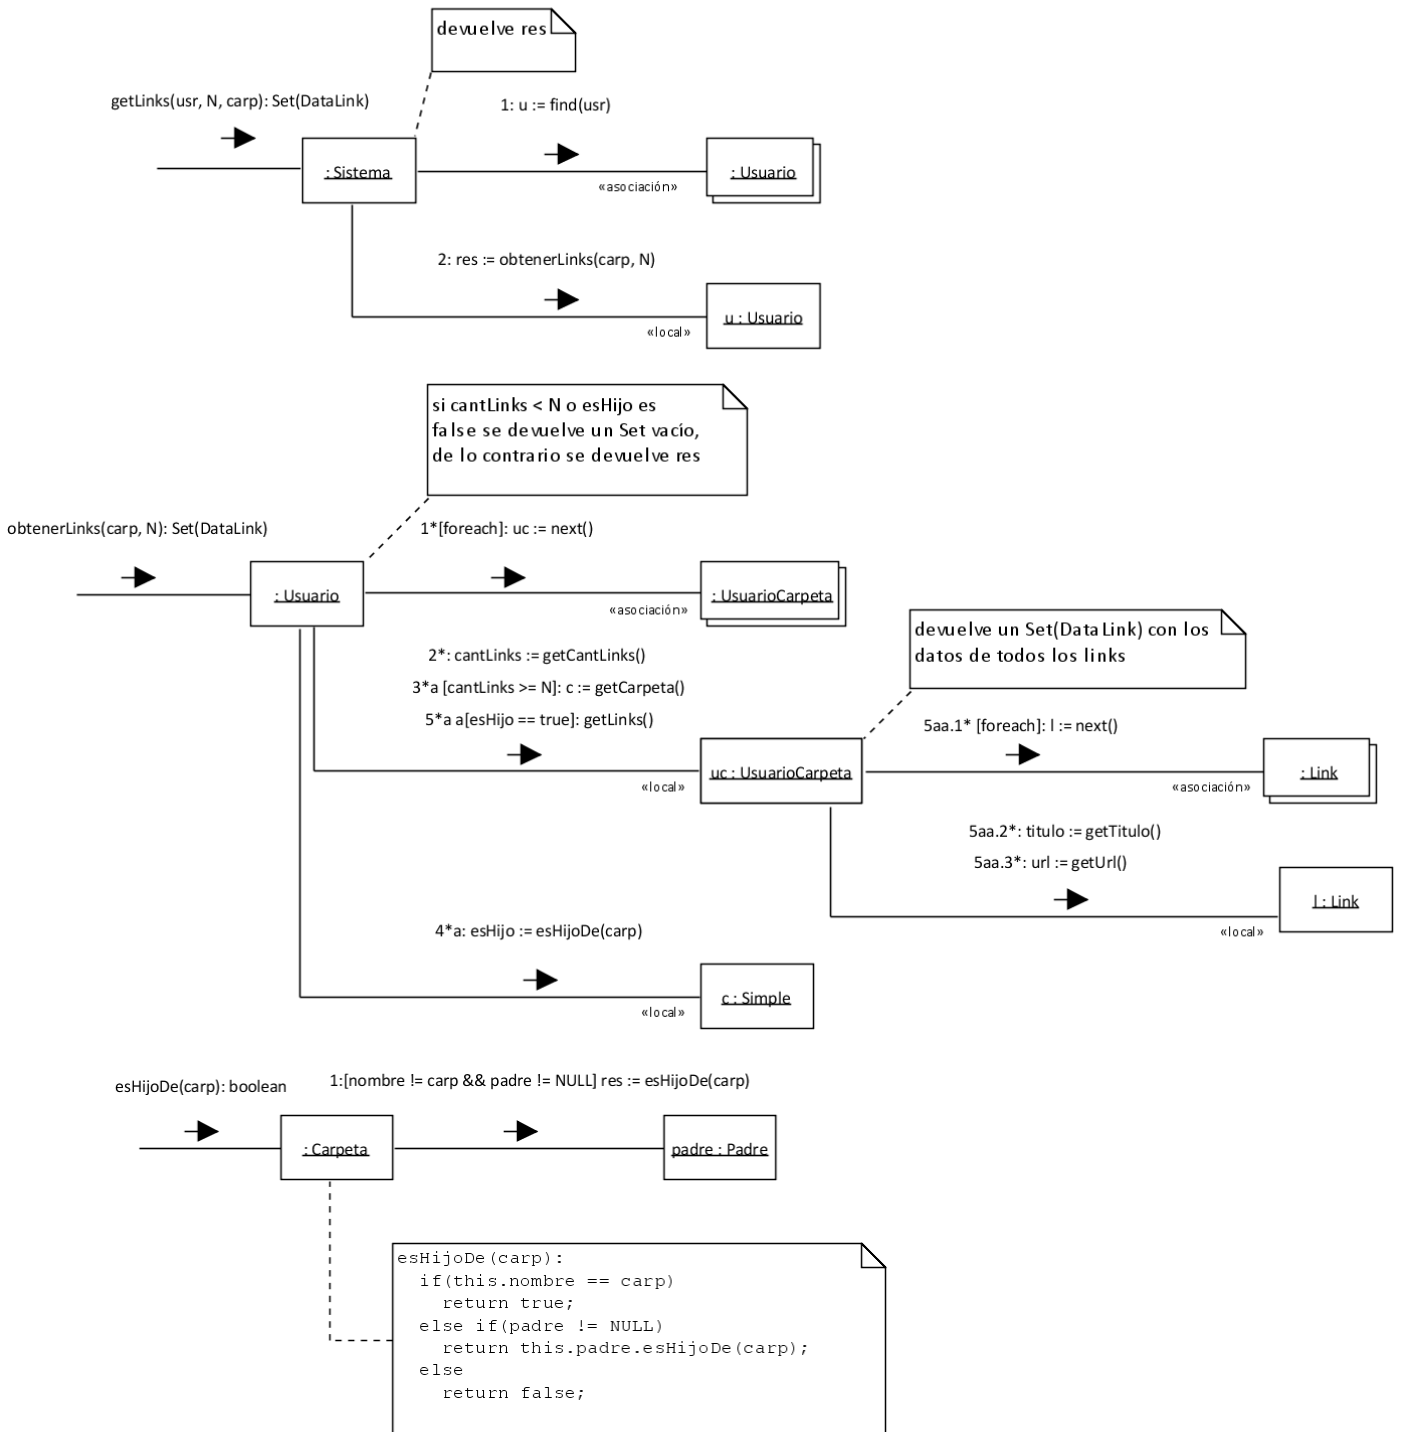 devuelve res
getLinks(usr, N, carp): Set(DataLink)
1: u := find(usr)
: Sistema
: Usuario
«asociación»
2: res := obtenerLinks(carp, N)
u : Usuario
«local»
si cantLinks < N o esHijo es
false se devuelve un Set vacío,
de lo contrario se devuelve res
obtenerLinks(carp, N): Set(DataLink)
1*[foreach]: uc := next()
: Usuario
: UsuarioCarpeta
«asociación»
devuelve un Set(DataLink) con los
datos de todos los links
2*: cantLinks := getCantLinks()
3*a [cantLinks >= N]: c := getCarpeta()
5*a a[esHijo == true]: getLinks()
5aa.1* [foreach]: l := next()
uc : UsuarioCarpeta
: Link
«local»
«asociación»
5aa.2*: titulo := getTitulo()
5aa.3*: url := getUrl()
l : Link
«local»
4*a: esHijo := esHijoDe(carp)
c : Simple
«local»
esHijoDe(carp): boolean
1:[nombre != carp && padre != NULL] res := esHijoDe(carp)
: Carpeta
padre : Padre
esHijoDe(carp):
if(this.nombre == carp)
return true;
else if(padre != NULL)
return this.padre.esHijoDe(carp);
else
return false;